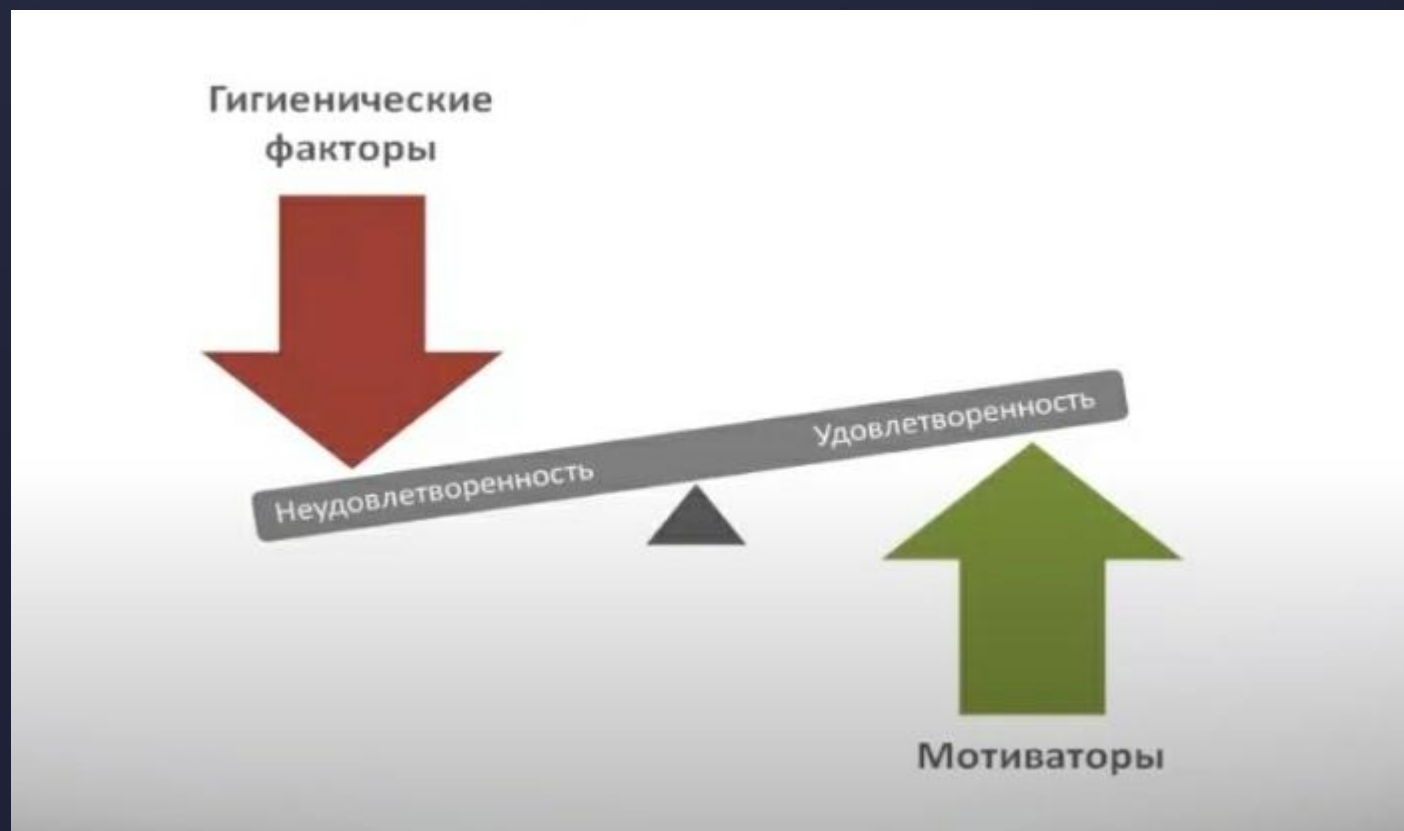 Гигиенические
факторы
Удовлетворенность
Неудовлетворенность
Мотиваторы